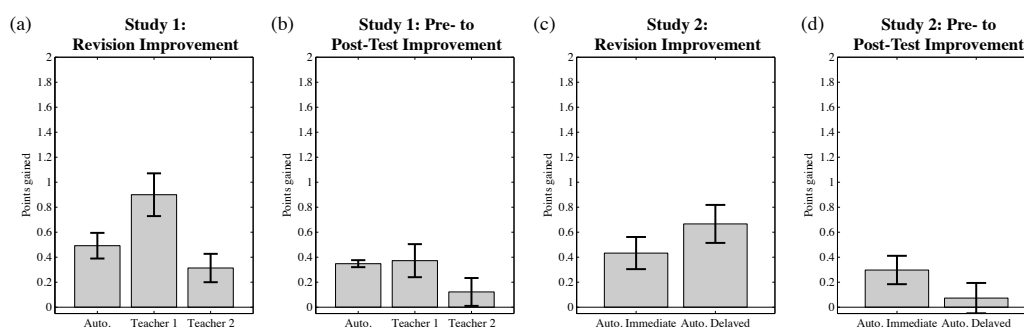 (a)
Study 1:
Revision Improvement
2
1.8
1.6
1.4
1.2
1
0.8
0.6
0.4
0.2
0
Points gained
Auto. Teacher 1 Teacher 2
(b)
Study 1: Pre- to
Post-Test Improvement
2
1.8
1.6
1.4
1.2
1
0.8
0.6
0.4
0.2
0
Points gained
Auto. Teacher 1 Teacher 2
(c)
Study 2:
Revision Improvement
2
1.8
1.6
1.4
1.2
1
0.8
0.6
0.4
0.2
0
Points gained
Auto. Immediate Auto. Delayed
(d)
Study 2: Pre- to
Post-Test Improvement
2
1.8
1.6
1.4
1.2
1
0.8
0.6
0.4
0.2
0
Points gained
Auto. Immediate Auto. Delayed